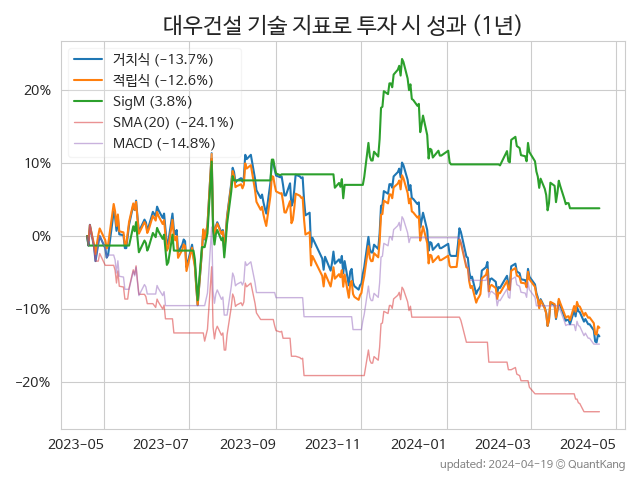 대우건설 기술 지표로 투자 시 성과 (1년)
거치식 (−13.7%)
적립식 (−12.6%)
SigM (3.8%)
SMA(20) (−24.1%)
MACD (−14.8%)
20%
10%
0%
−10%
−20%
2023-05 2023-07 2023-09 2023-11 2024-01 2024-03 2024-05
updated: 2024-04-19 © QuantKang